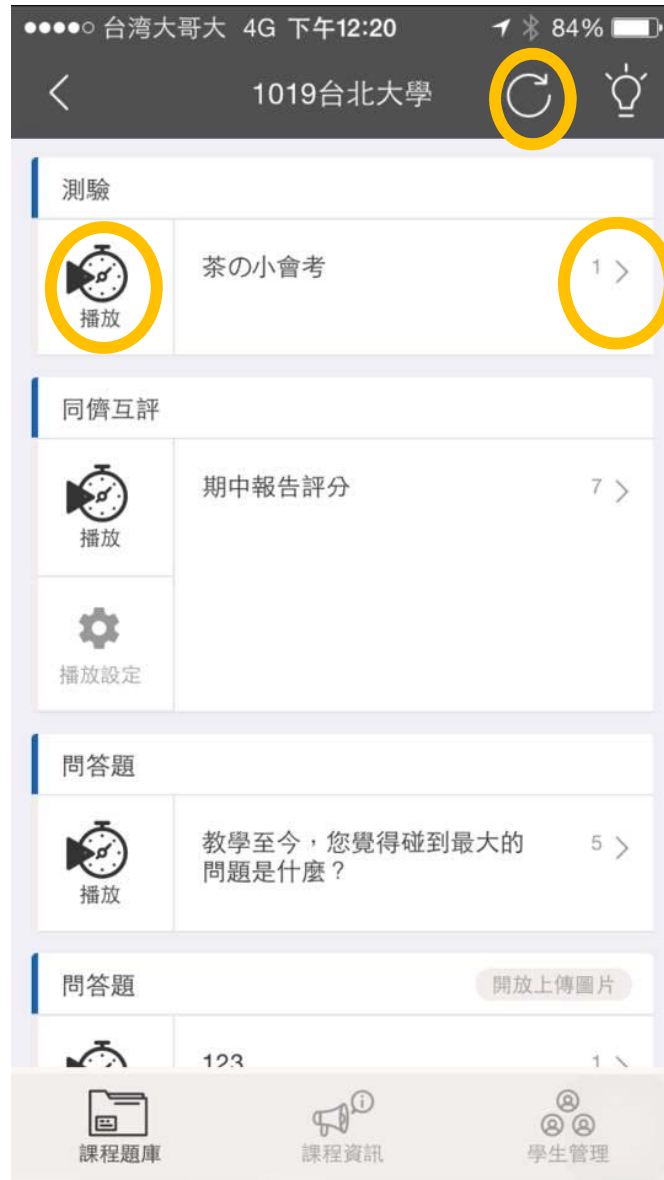 台湾大哥大 4G 下午12:20 84%
1019台北大學
測驗
茶の小會考 1
播放
同儕互評
期中報告評分 7
播放
播放設定
問答題
教學至今，您覺得碰到最大的 5
問題是什麼？
播放
問答題 開放上傳圖片
123 1
課程題庫 課程資訊 學生管理